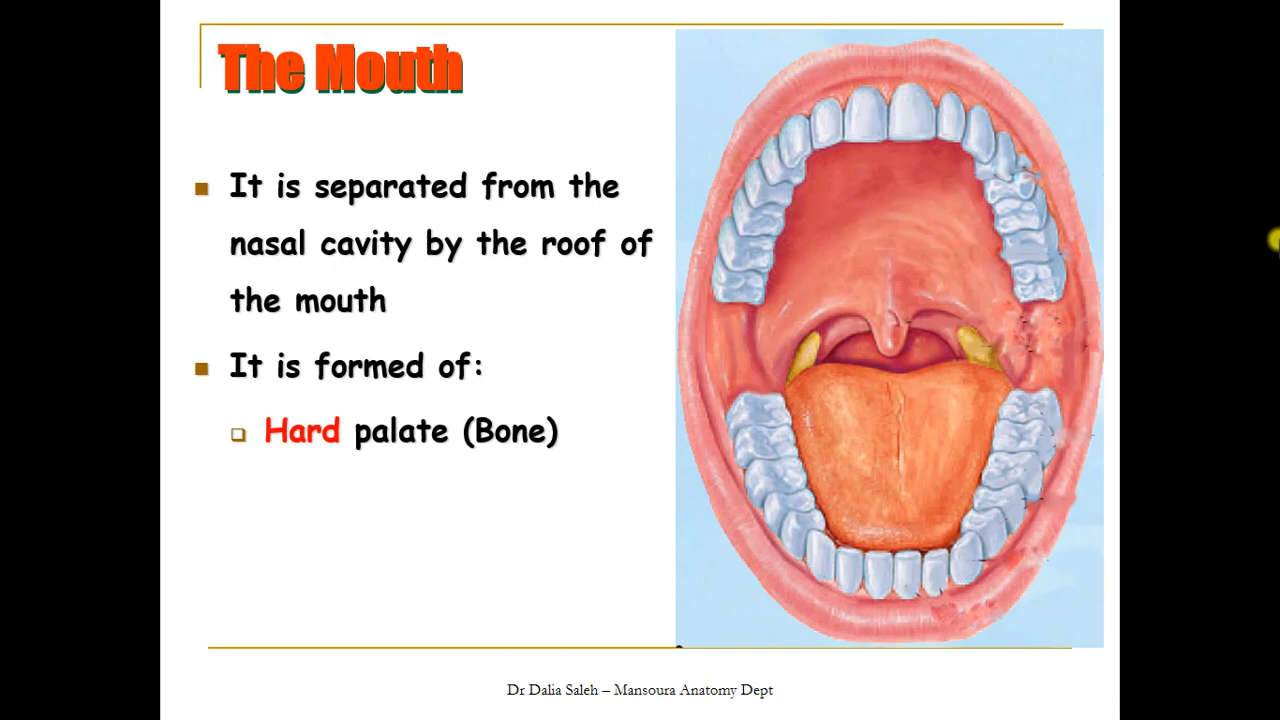 The Mouth
It is separated from the
nasal cavity by the roof of
the mouth
It is formed of:
Hard palate (Bone)
Dr Dalia Saleh – Mansoura Anatomy Dept